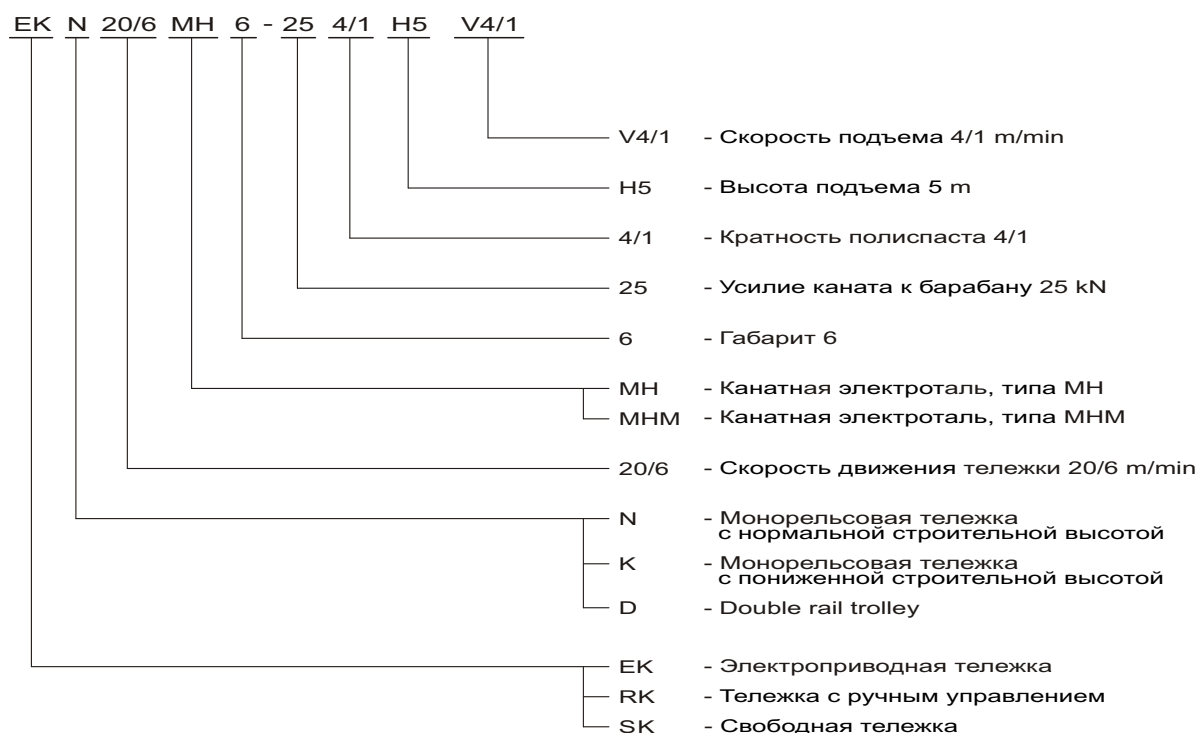 EK N 20/6 MH 6 - 25 4/1 H5 V4/1
V4/1 - Скорость подъема 4/1 m/min
H5 - Высота подъема 5 m
4/1 - Кратность полиспаста 4/1
25 - Усилие каната к барабану 25 kN
6 - Габарит 6
MH - Канатная электроталь, типа MH
MHM - Канатная электроталь, типа MHM
20/6 - Скорость движения тележки 20/6 m/min
N - Монорельсовая тележка
с нормальной строительной высотой
K - Монорельсовая тележка
с пониженной строительной высотой
D - Double rail trolley
EK - Электроприводная тележка
RK - Тележка с ручным управлением
SK - Свободная тележка